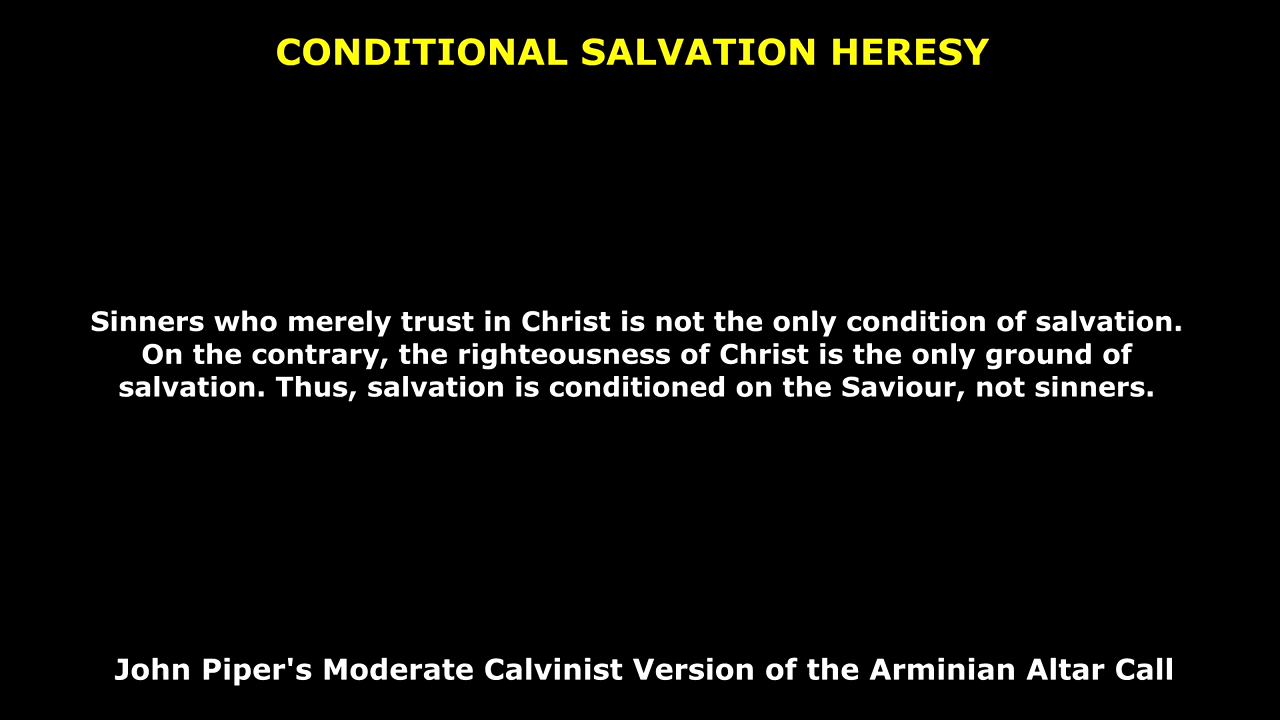 CONDITIONAL SALVATION HERESY
Sinners who merely trust in Christ is not the only condition of salvation.
On the contrary, the righteousness of Christ is the only ground of
salvation. Thus, salvation is conditioned on the Saviour, not sinners.
John Piper's Moderate Calvinist Version of the Arminian Altar Call